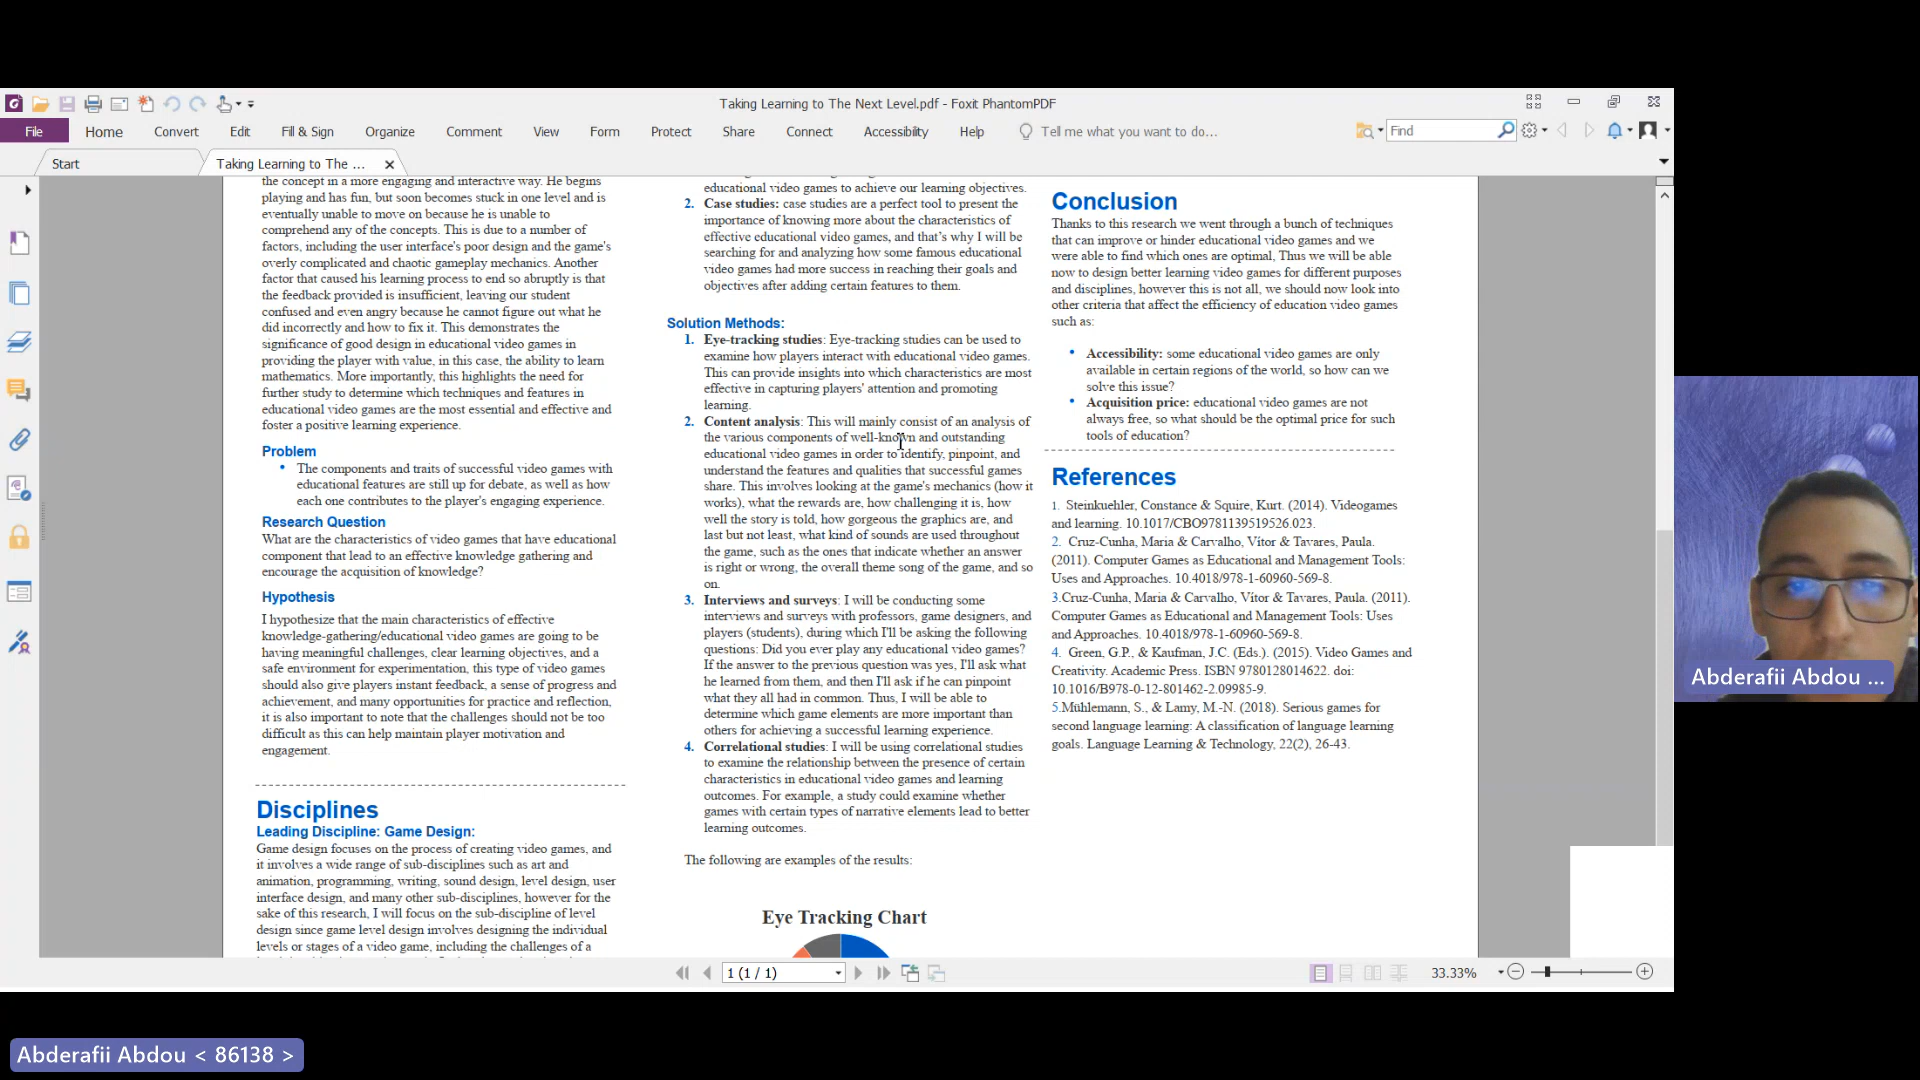 Taking Learning to The Next Level.pdf - Foxit PhantomPDF
File
Home
Convert
Edit
Fill & Sign
Organize
Comment
View
Form
Protect
Share
Connect
Accessibility
Help
Tell me what you want to do...
Find
Start
Taking Learning to The ...
the concept in a more engaging and interactive way. He begins
playing and has fun, but soon becomes stuck in one level and is
eventually unable to move on because he is unable to
comprehend any of the concepts. This is due to a number of
factors, including the user interface's poor design and the game's
overly complicated and chaotic gameplay mechanics. Another
factor that caused his learning process to end so abruptly is that
the feedback provided is insufficient, leaving our student
confused and even angry because he cannot figure out what he
did incorrectly and how to fix it. This demonstrates the
significance of good design in educational video games in
providing the player with value, in this case, the ability to learn
mathematics. More importantly, this highlights the need for
further study to determine which techniques and features in
educational video games are the most essential and effective and
foster a positive learning experience.
Problem
• The components and traits of successful video games with
educational features are still up for debate, as well as how
each one contributes to the player's engaging experience.
Research Question
What are the characteristics of video games that have educational
component that lead to an effective knowledge gathering and
encourage the acquisition of knowledge?
Hypothesis
I hypothesize that the main characteristics of effective
knowledge-gathering/educational video games are going to be
having meaningful challenges, clear learning objectives, and a
safe environment for experimentation, this type of video games
should also give players instant feedback, a sense of progress and
achievement, and many opportunities for practice and reflection,
it is also important to note that the challenges should not be too
difficult as this can help maintain player motivation and
engagement.
Disciplines
Leading Discipline: Game Design:
Game design focuses on the process of creating video games, and
it involves a wide range of sub-disciplines such as art and
animation, programming, writing, sound design, level design, user
interface design, and many other sub-disciplines, however for the
sake of this research, I will focus on the sub-discipline of level
design since game level design involves designing the individual
levels or stages of a video game, including the challenges of a
educational video games to achieve our learning objectives.
2. Case studies: case studies are a perfect tool to present the
importance of knowing more about the characteristics of
effective educational video games, and that's why I will be
searching for and analyzing how some famous educational
video games had more success in reaching their goals and
objectives after adding certain features to them.
Solution Methods:
1. Eye-tracking studies: Eye-tracking studies can be used to
examine how players interact with educational video games.
This can provide insights into which characteristics are most
effective in capturing players' attention and promoting
learning.
2. Content analysis: This will mainly consist of an analysis of
the various components of well-known and outstanding
educational video games in order to identify, pinpoint, and
understand the features and qualities that successful games
share. This involves looking at the game's mechanics (how it
works), what the rewards are, how challenging it is, how
well the story is told, how gorgeous the graphics are, and
last but not least, what kind of sounds are used throughout
the game, such as the ones that indicate whether an answer
is right or wrong, the overall theme song of the game, and so
on.
3. Interviews and surveys: I will be conducting some
interviews and surveys with professors, game designers, and
players (students), during which I'll be asking the following
questions: Did you ever play any educational video games?
If the answer to the previous question was yes, I'll ask what
he learned from them, and then I'll ask if he can pinpoint
what they all had in common. Thus, I will be able to
determine which game elements are more important than
others for achieving a successful learning experience.
4. Correlational studies: I will be using correlational studies
to examine the relationship between the presence of certain
characteristics in educational video games and learning
outcomes. For example, a study could examine whether
games with certain types of narrative elements lead to better
learning outcomes.
The following are examples of the results:
Eye Tracking Chart
Conclusion
Thanks to this research we went through a bunch of techniques
that can improve or hinder educational video games and we
were able to find which ones are optimal, Thus we will be able
now to design better learning video games for different purposes
and disciplines, however this is not all, we should now look into
other criteria that affect the efficiency of education video games
such as:
• Accessibility: some educational video games are only
available in certain regions of the world, so how can we
solve this issue?
• Acquisition price: educational video games are not
always free, so what should be the optimal price for such
tools of education?
References
1. Steinkuehler, Constance & Squire, Kurt. (2014). Videogames
and learning. 10.1017/CBO9781139519526.023.
2. Cruz-Cunha, Maria & Carvalho, Vítor & Tavares, Paula.
(2011). Computer Games as Educational and Management Tools:
Uses and Approaches. 10.4018/978-1-60960-569-8.
3.Cruz-Cunha, Maria & Carvalho, Vítor & Tavares, Paula. (2011).
Computer Games as Educational and Management Tools: Uses
and Approaches. 10.4018/978-1-60960-569-8.
4. Green, G.P., & Kaufman, J.C. (Eds.). (2015). Video Games and
Creativity. Academic Press. ISBN 9780128014622. doi:
10.1016/B978-0-12-801462-2.09985-9.
5.Mühlemann, S., & Lamy, M.-N. (2018). Serious games for
second language learning: A classification of language learning
goals. Language Learning & Technology, 22(2), 26-43.
1 (1 / 1)
33.33%
Abderafii Abdou ...
Abderafii Abdou < 86138 >